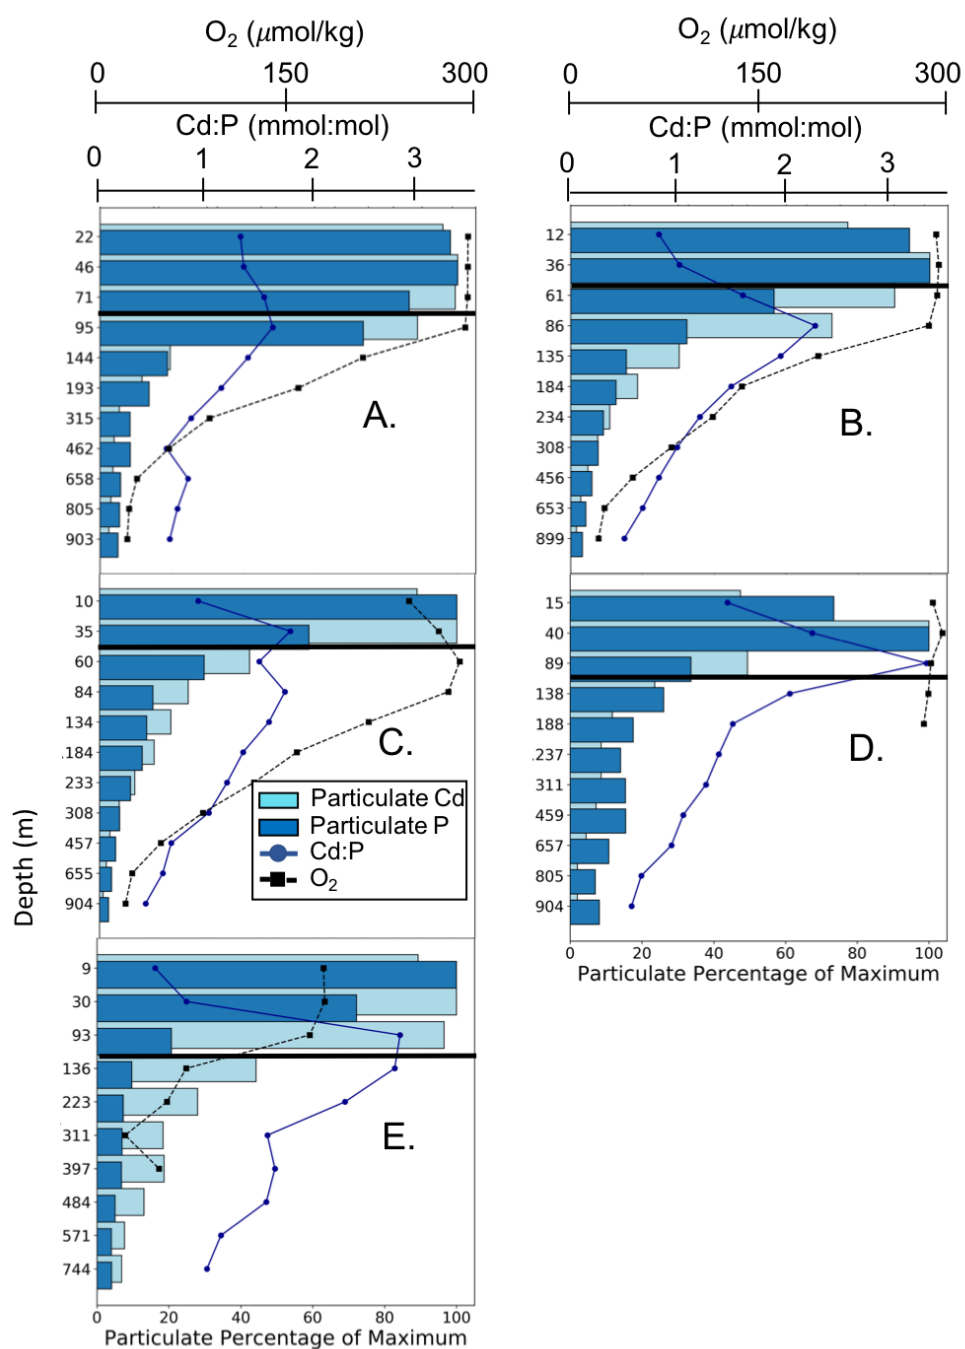 O₂ (μmol/kg)
0 150 300
Cd:P (mmol:mol)
0 1 2 3
O₂ (μmol/kg)
0 150 300
Cd:P (mmol:mol)
0 1 2 3
22
46
71
95
144
193
315
462
658
805
903
A.
12
36
61
86
135
184
234
308
456
653
899
B.
10
35
60
84
134
184
233
308
457
655
904
C.
Particulate Cd
Particulate P
Cd:P
O₂
15
40
89
138
188
237
311
459
657
805
904
D.
0 20 40 60 80 100
Particulate Percentage of Maximum
Depth (m)
9
30
93
136
223
311
397
484
571
744
E.
0 20 40 60 80 100
Particulate Percentage of Maximum